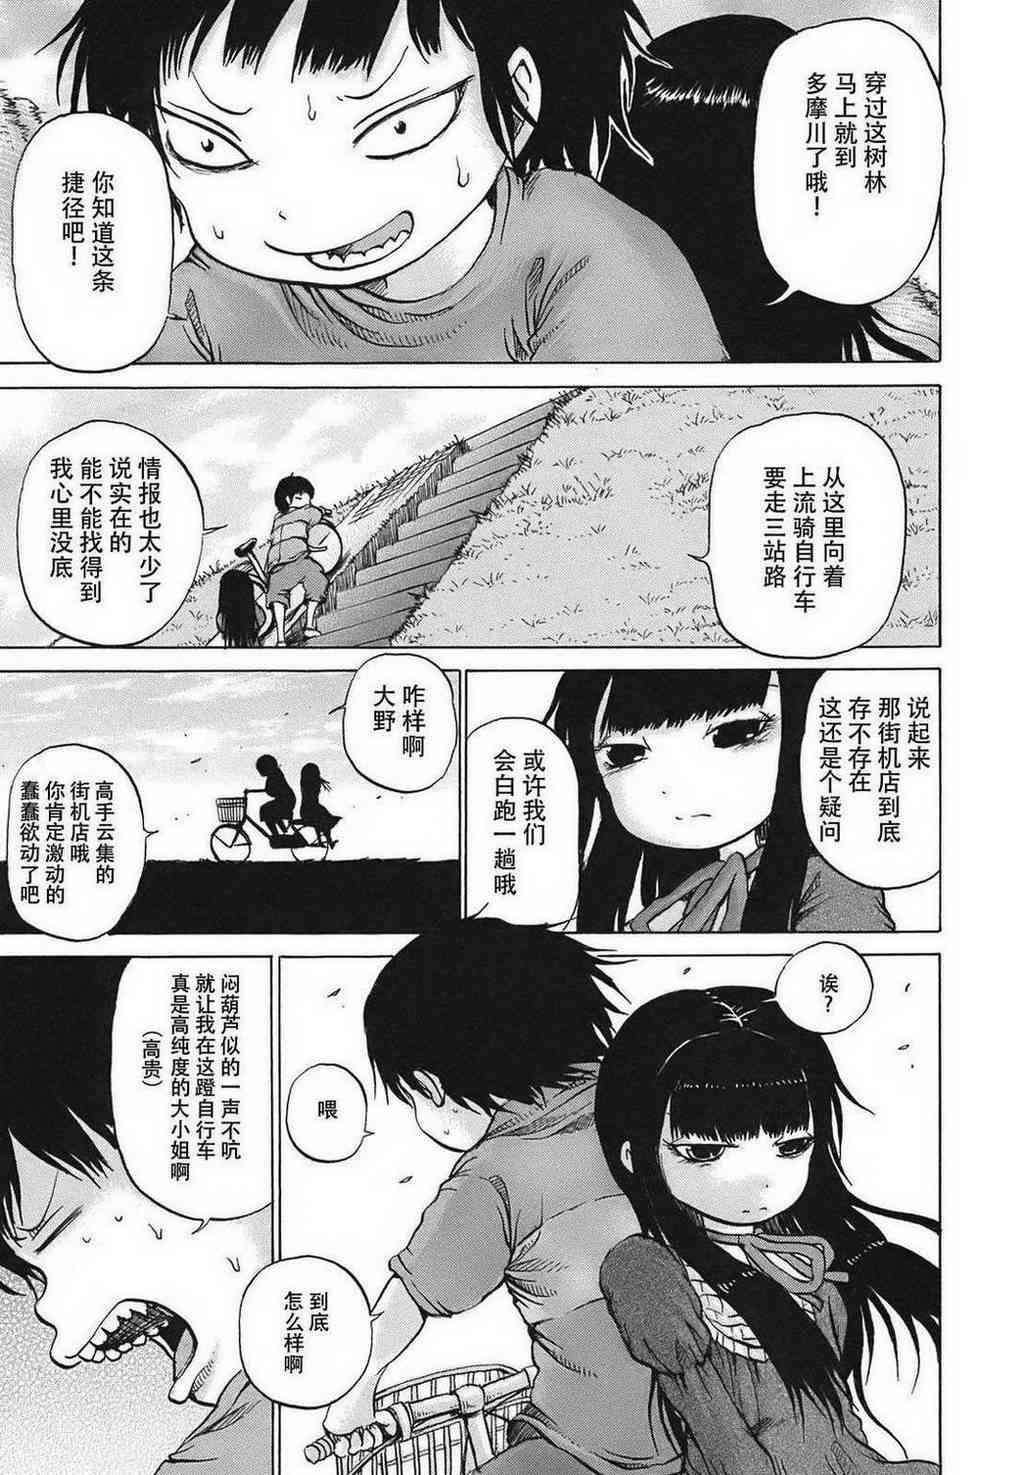 穿过这树林
马上就到
多摩川了哦！
你知道这条
捷径吧！
从这里向着
上流骑自行车
要走三站路
情报也太少了
说实在的
能不能找得到
我心里没底
说起来
那街机店到底
存不存在
这还是个疑问
或许我们
会白跑一趟哦
咋样啊
大野
高手云集的
街机店哦
你肯定激动的
蠢蠢欲动了吧
诶?
喂
到底
怎么样啊
闷葫芦似的一声不吭
就让我在这蹬自行车
真是高纯度的大小姐啊
(高贵)